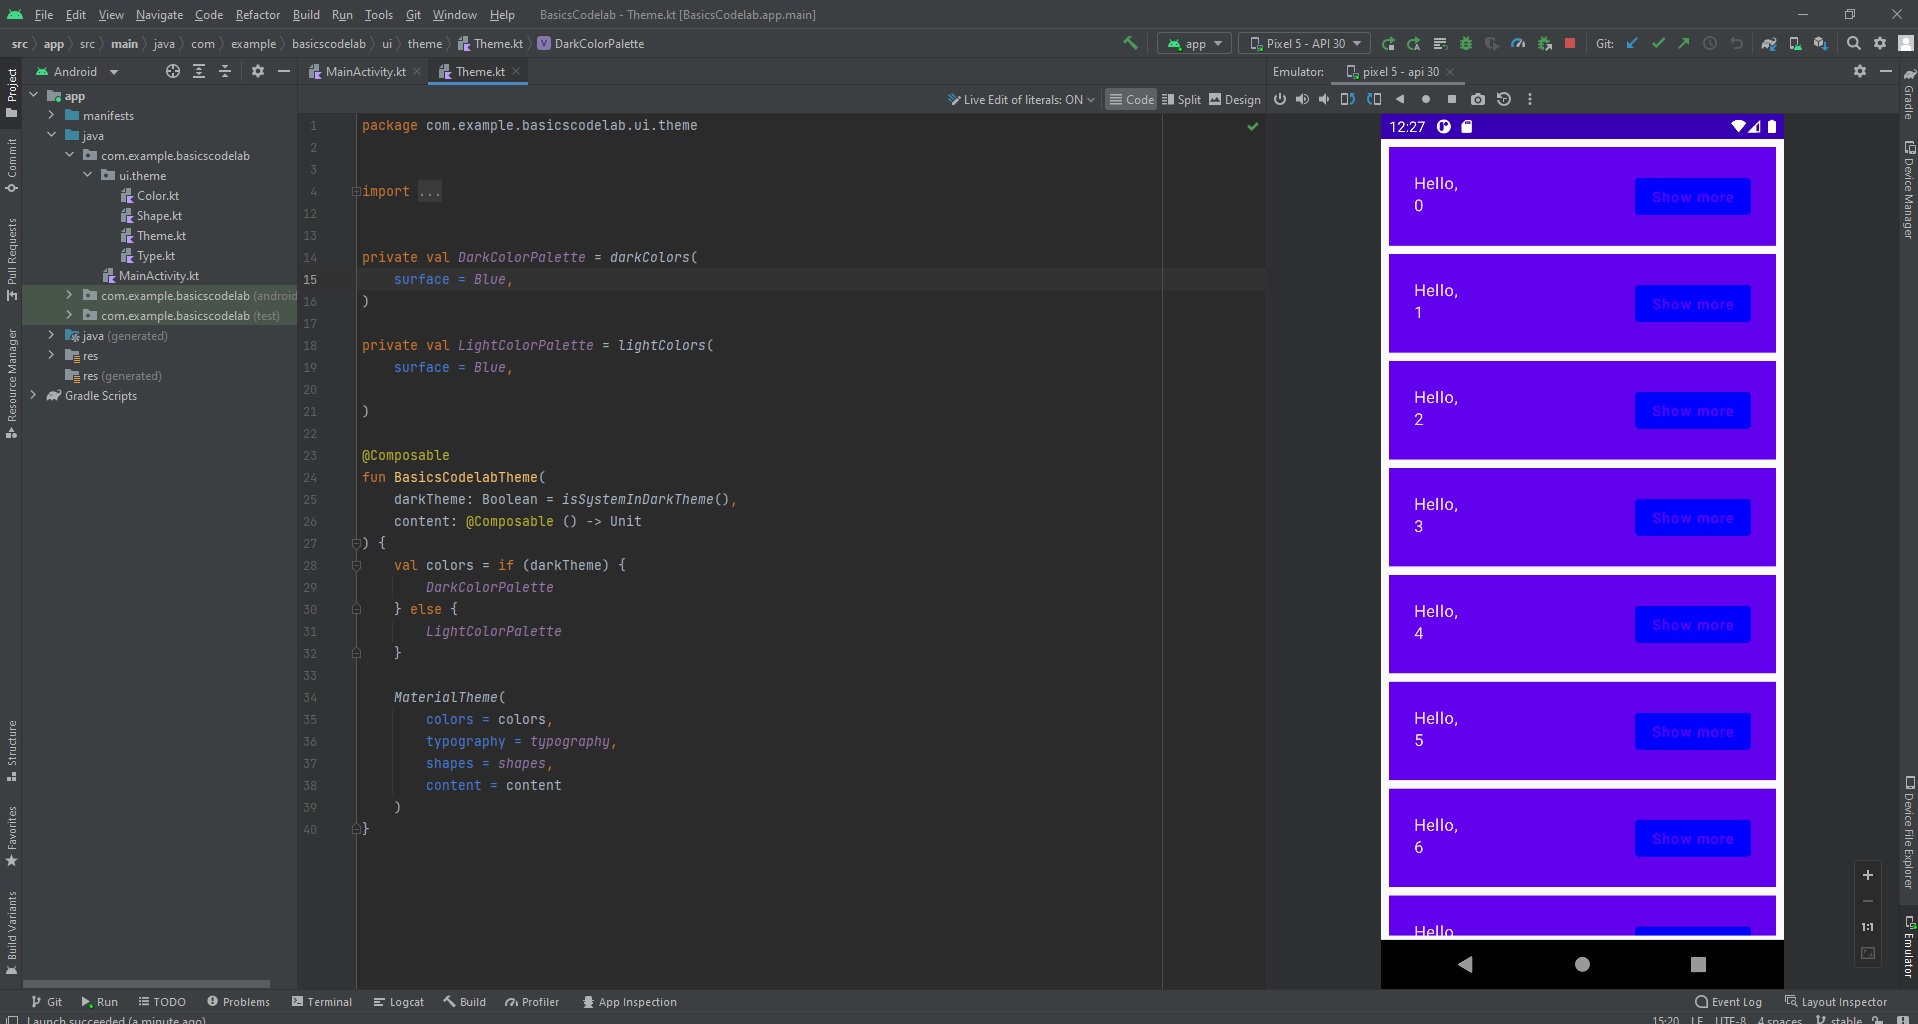 File Edit View Navigate Code Refactor Build Run Tools Git Window Help BasicsCodelab - Theme.kt [BasicsCodelab.app.main]
src app src main java com example basicscodelab ui theme Theme.kt DarkColorPalette app Pixel 5 - API 30 Git:
Project
Commit
Pull Requests
Resource Manager
Structure
Favorites
Build Variants
Android
app
manifests
java
com.example.basicscodelab
ui.theme
Color.kt
Shape.kt
Theme.kt
Type.kt
MainActivity.kt
com.example.basicscodelab (android
com.example.basicscodelab (test)
java (generated)
res
res (generated)
Gradle Scripts
MainActivity.kt Theme.kt
Live Edit of literals: ON Code Split Design
1 package com.example.basicscodelab.ui.theme
2
3
4 import ...
12
13
14 private val DarkColorPalette = darkColors(
15 surface = Blue,
16 )
17
18 private val LightColorPalette = lightColors(
19 surface = Blue,
20
21 )
22
23 @Composable
24 fun BasicsCodelabTheme(
25 darkTheme: Boolean = isSystemInDarkTheme(),
26 content: @Composable () -> Unit
27 ) {
28 val colors = if (darkTheme) {
29 DarkColorPalette
30 } else {
31 LightColorPalette
32 }
33
34 MaterialTheme(
35 colors = colors,
36 typography = typography,
37 shapes = shapes,
38 content = content
39 )
40 }
Emulator: pixel 5 - api 30
12:27
Hello,
0
Show more
Hello,
1
Show more
Hello,
2
Show more
Hello,
3
Show more
Hello,
4
Show more
Hello,
5
Show more
Hello,
6
Show more
Hello
1:1
Gradle
Device Manager
Device File Explorer
Emulator
Git Run TODO Problems Terminal Logcat Build Profiler App Inspection Event Log Layout Inspector
Launch succeeded (a minute ago) 15:20 LF UTF-8 4 spaces stable